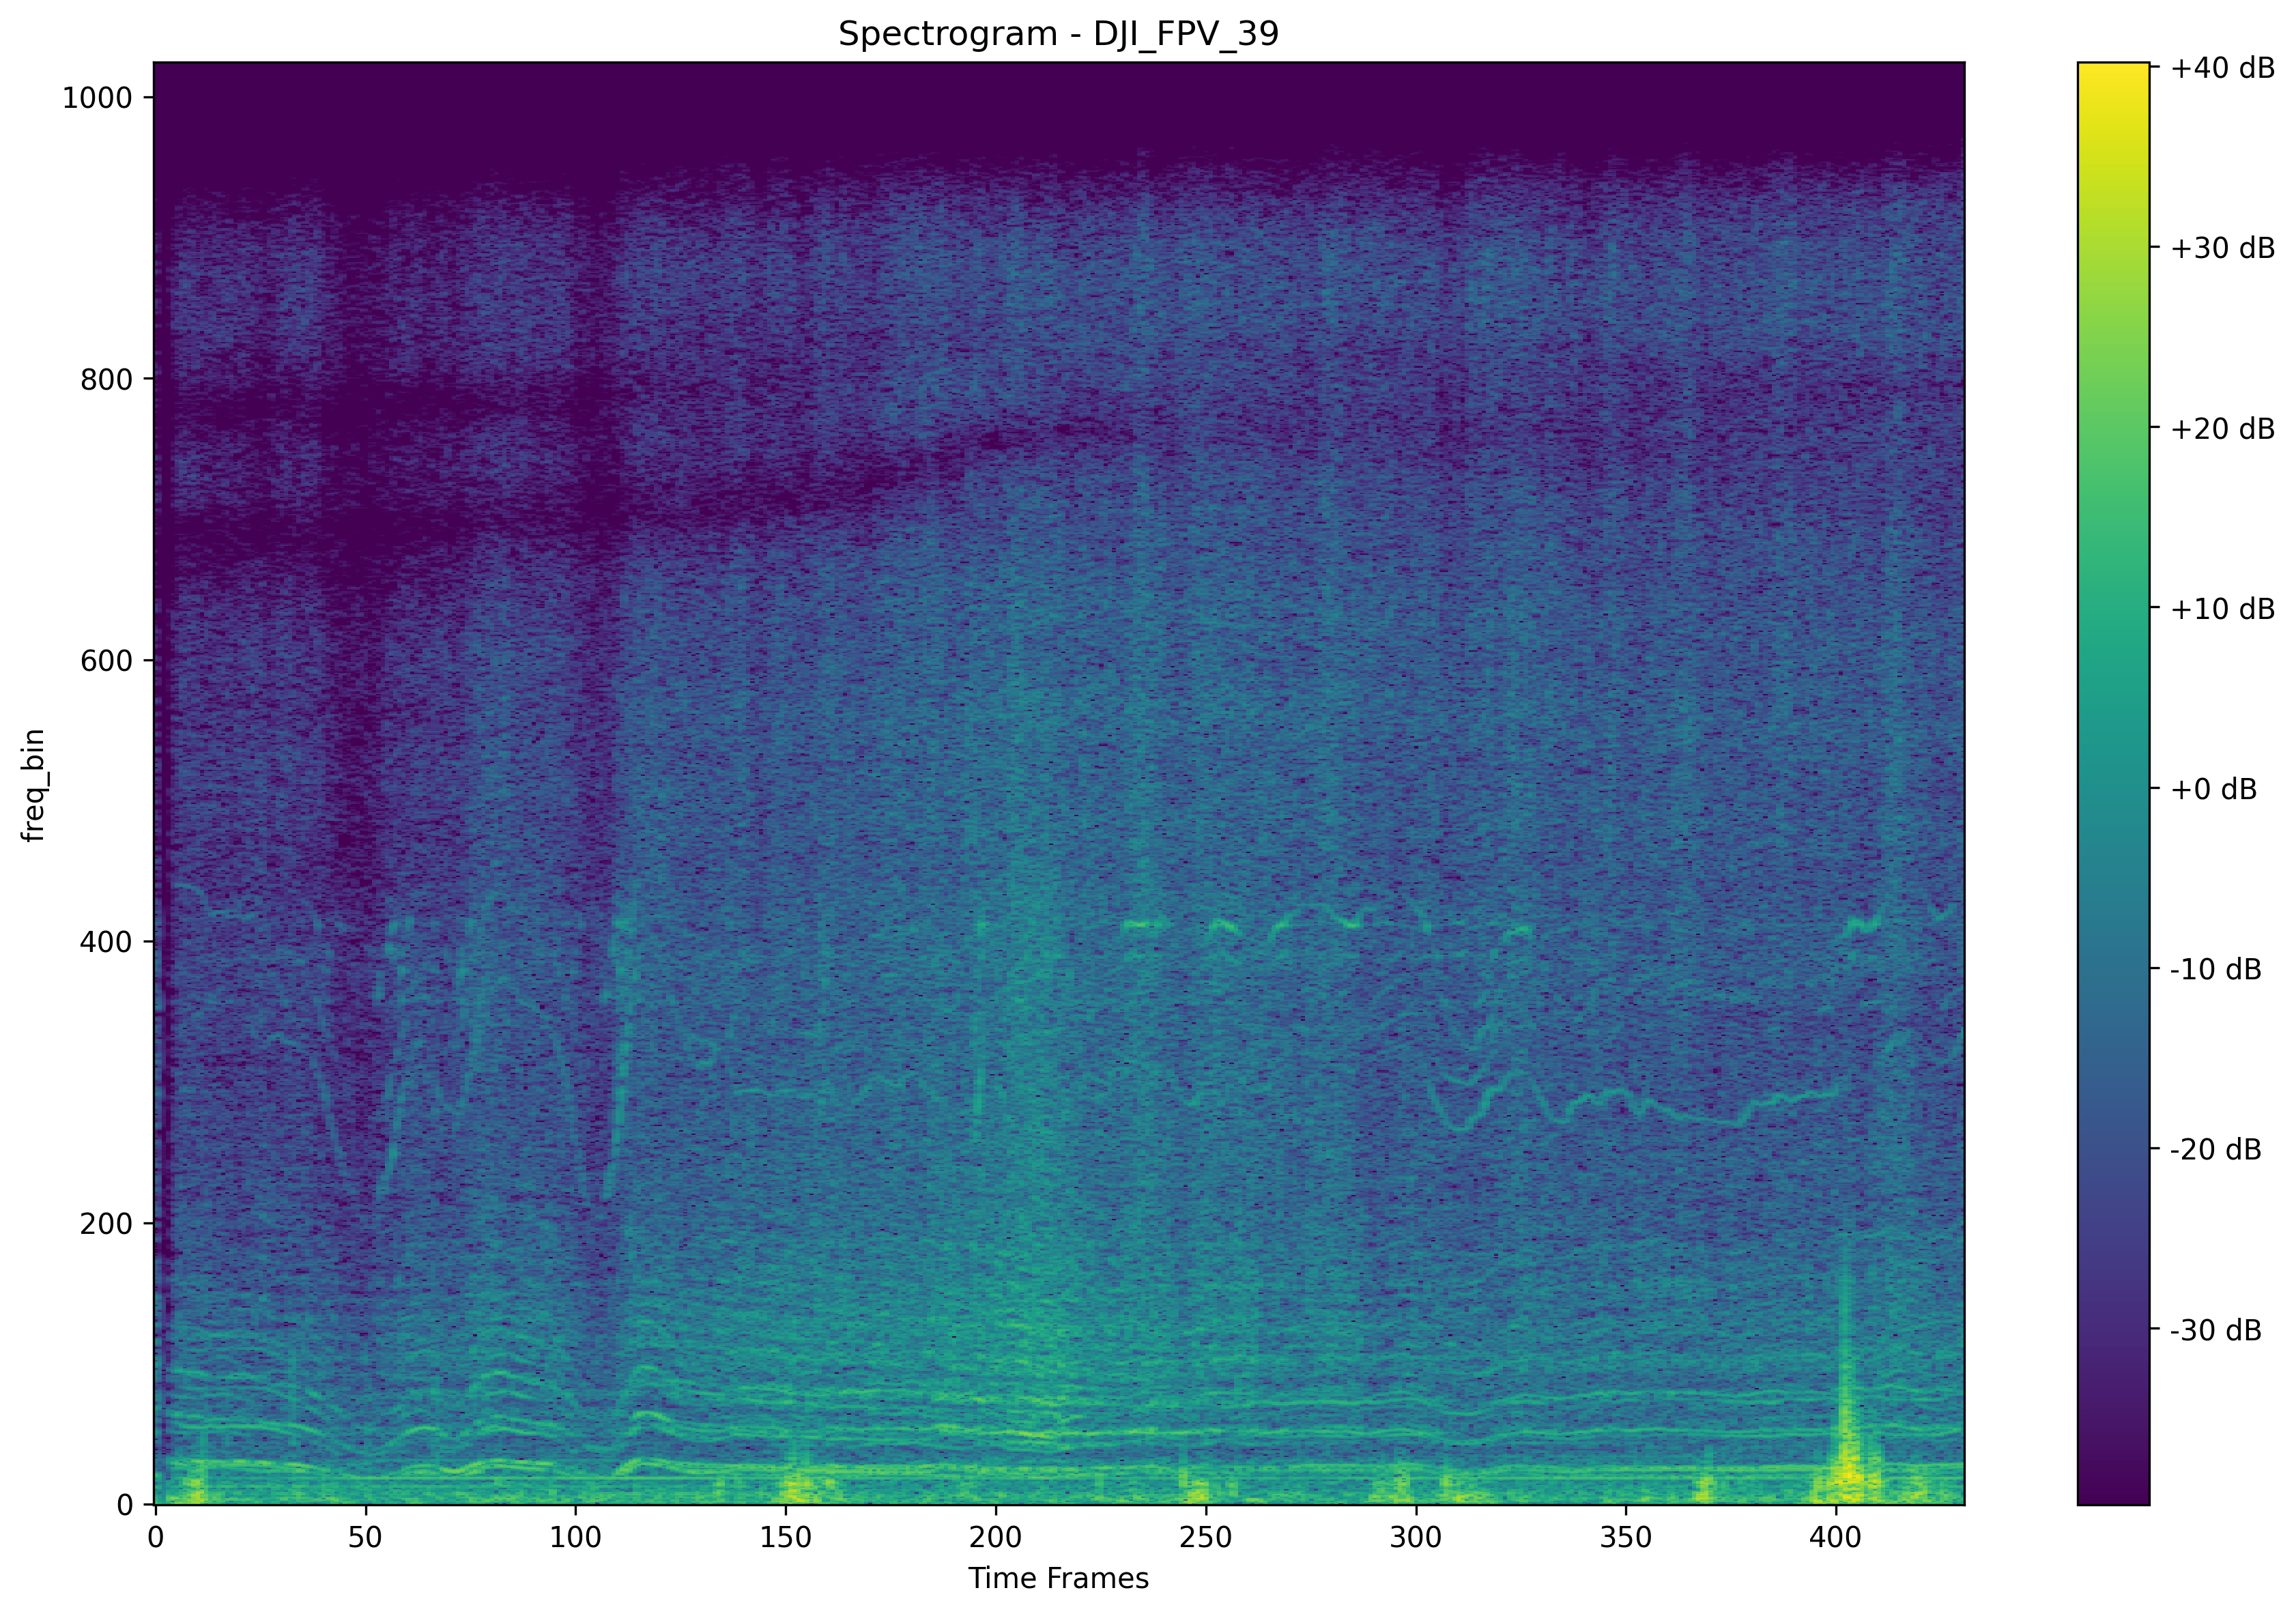 Spectrogram - DJI_FPV_39
freq_bin
1000
800
600
400
200
0
0 50 100 150 200 250 300 350 400
Time Frames
+40 dB
+30 dB
+20 dB
+10 dB
+0 dB
-10 dB
-20 dB
-30 dB